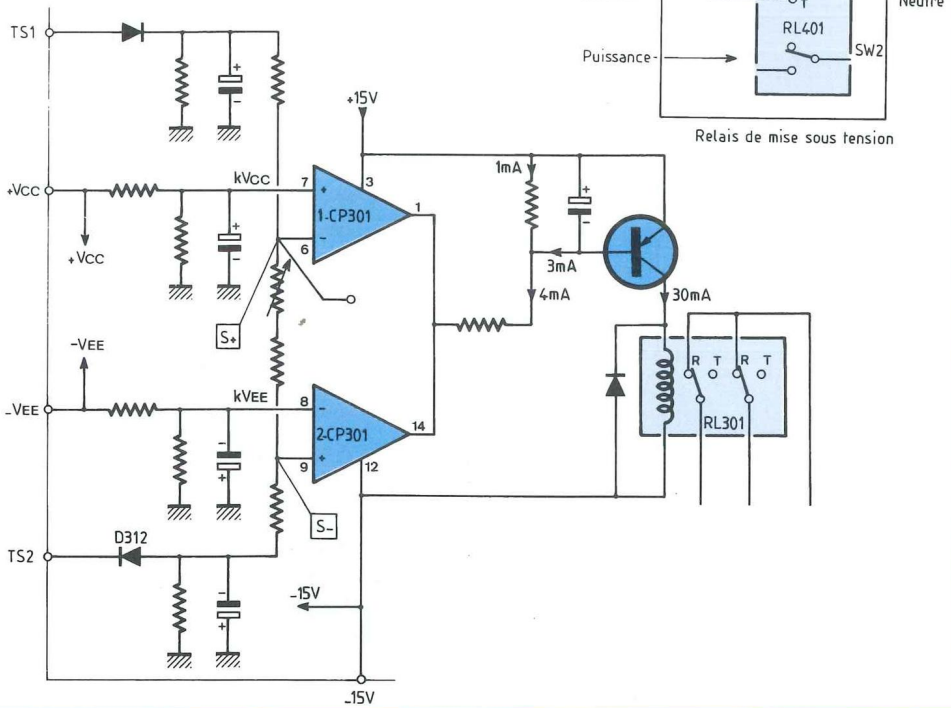 TS1
Neutre
T
RL401
Puissance
SW2
Relais de mise sous tension
+15V
1mA
+VCC
kVCC
7
3
+
1-CP301
1
-
6
+
-
+VCC
3mA
4mA
30mA
S+
-VEE
kVEE
-VEE
8
-
2-CP301
14
+
9
12
R T R T
RL301
S-
TS2
D312
-15V
-15V